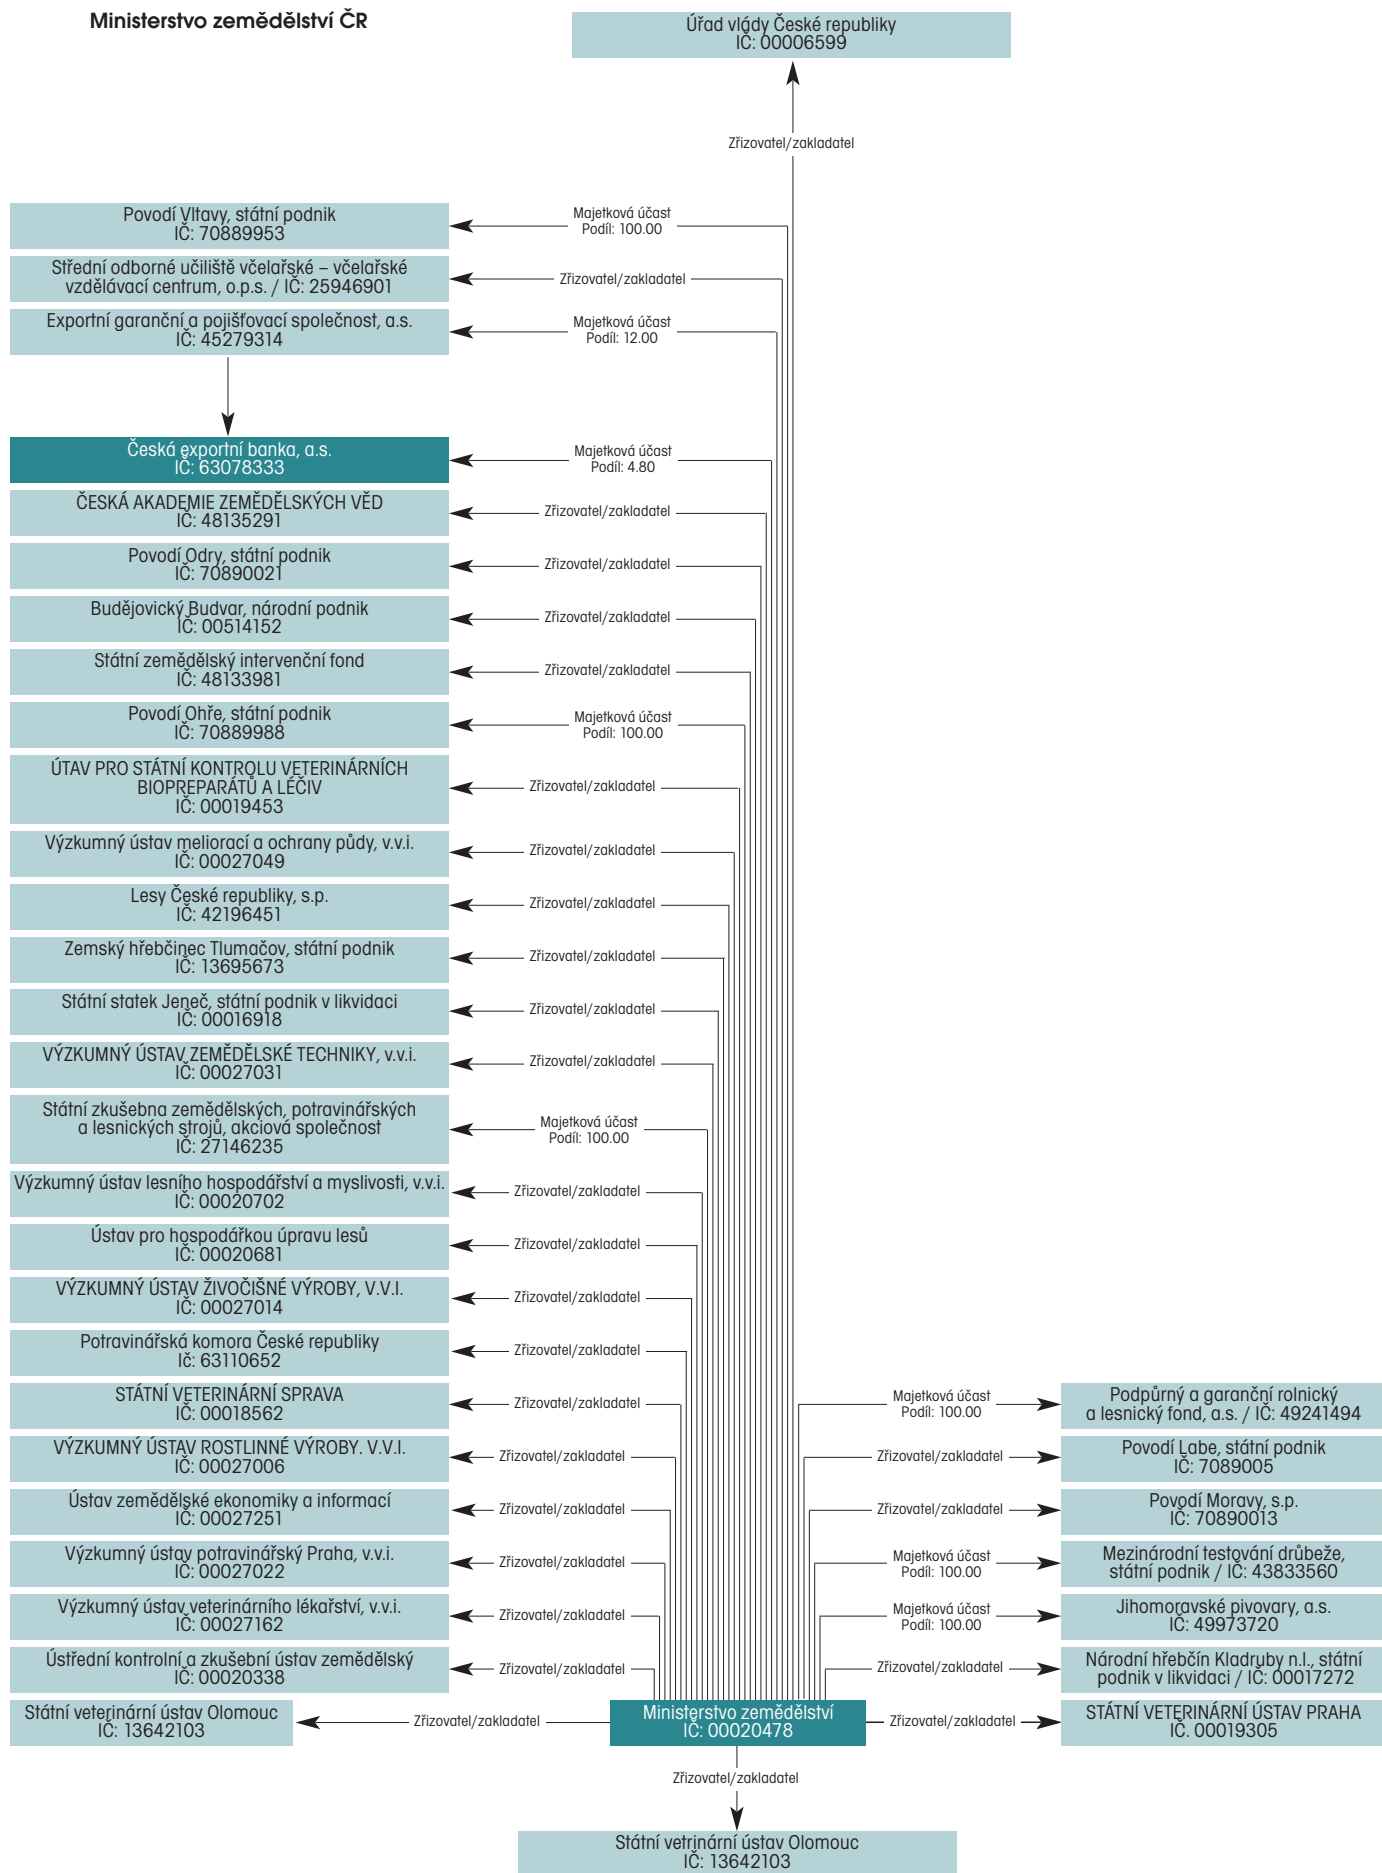 Ministerstvo zemědělství ČR
Úřad vlády České republiky
IČ: 00006599
Zřizovatel/zakladatel
Povodí Vltavy, státní podnik
IČ: 70889953
Majetková účast
Podíl: 100.00
Střední odborné učiliště včelařské – včelařské
vzdělávací centrum, o.p.s. / IČ: 25946901
Zřizovatel/zakladatel
Exportní garanční a pojišťovací společnost, a.s.
IČ: 45279314
Majetková účast
Podíl: 12.00
Česká exportní banka, a.s.
IČ: 63078333
Majetková účast
Podíl: 4.80
ČESKÁ AKADEMIE ZEMĚDĚLSKÝCH VĚD
IČ: 48135291
Zřizovatel/zakladatel
Povodí Odry, státní podnik
IČ: 70890021
Zřizovatel/zakladatel
Budějovický Budvar, národní podnik
IČ: 00514152
Zřizovatel/zakladatel
Státní zemědělský intervenční fond
IČ: 48133981
Zřizovatel/zakladatel
Povodí Ohře, státní podnik
IČ: 70889988
Majetková účast
Podíl: 100.00
ÚTAV PRO STÁTNÍ KONTROLU VETERINÁRNÍCH
BIOPREPARÁTŮ A LÉČIV
IČ: 00019453
Zřizovatel/zakladatel
Výzkumný ústav meliorací a ochrany půdy, v.v.i.
IČ: 00027049
Zřizovatel/zakladatel
Lesy České republiky, s.p.
IČ: 42196451
Zřizovatel/zakladatel
Zemský hřebčinec Tlumačov, státní podnik
IČ: 13695673
Zřizovatel/zakladatel
Státní statek Jeneč, státní podnik v likvidaci
IČ: 00016918
Zřizovatel/zakladatel
VÝZKUMNÝ ÚSTAV ZEMĚDĚLSKÉ TECHNIKY, v.v.i.
IČ: 00027031
Zřizovatel/zakladatel
Státní zkušebna zemědělských, potravinářských
a lesnických strojů, akciová společnost
IČ: 27146235
Majetková účast
Podíl: 100.00
Výzkumný ústav lesního hospodářství a myslivosti, v.v.i.
IČ: 00020702
Zřizovatel/zakladatel
Ústav pro hospodářkou úpravu lesů
IČ: 00020681
Zřizovatel/zakladatel
VÝZKUMNÝ ÚSTAV ŽIVOČIŠNÉ VÝROBY, V.V.I.
IČ: 00027014
Zřizovatel/zakladatel
Potravinářská komora České republiky
Ič: 63110652
Zřizovatel/zakladatel
STÁTNÍ VETERINÁRNÍ SPRAVA
IČ: 00018562
Zřizovatel/zakladatel
Majetková účast
Podíl: 100.00
Podpůrný a garanční rolnický
a lesnický fond, a.s. / IČ: 49241494
VÝZKUMNÝ ÚSTAV ROSTLINNÉ VÝROBY. V.V.I.
IČ: 00027006
Zřizovatel/zakladatel
Zřizovatel/zakladatel
Povodí Labe, státní podnik
IČ: 7089005
Ústav zemědělské ekonomiky a informací
IČ: 00027251
Zřizovatel/zakladatel
Zřizovatel/zakladatel
Povodí Moravy, s.p.
IČ: 70890013
Výzkumný ústav potravinářský Praha, v.v.i.
IČ: 00027022
Zřizovatel/zakladatel
Majetková účast
Podíl: 100.00
Mezinárodní testování drůbeže,
státní podnik / IČ: 43833560
Výzkumný ústav veterinárního lékařství, v.v.i.
IČ: 00027162
Zřizovatel/zakladatel
Majetková účast
Podíl: 100.00
Jihomoravské pivovary, a.s.
IČ: 49973720
Ústřední kontrolní a zkušební ústav zemědělský
IČ: 00020338
Zřizovatel/zakladatel
Zřizovatel/zakladatel
Národní hřebčín Kladruby n.l., státní
podnik v likvidaci / IČ: 00017272
Státní veterinární ústav Olomouc
IČ: 13642103
Zřizovatel/zakladatel
Ministerstvo zemědělství
IČ: 00020478
Zřizovatel/zakladatel
STÁTNÍ VETERINÁRNÍ ÚSTAV PRAHA
IČ. 00019305
Zřizovatel/zakladatel
Státní vetrinární ústav Olomouc
IČ: 13642103